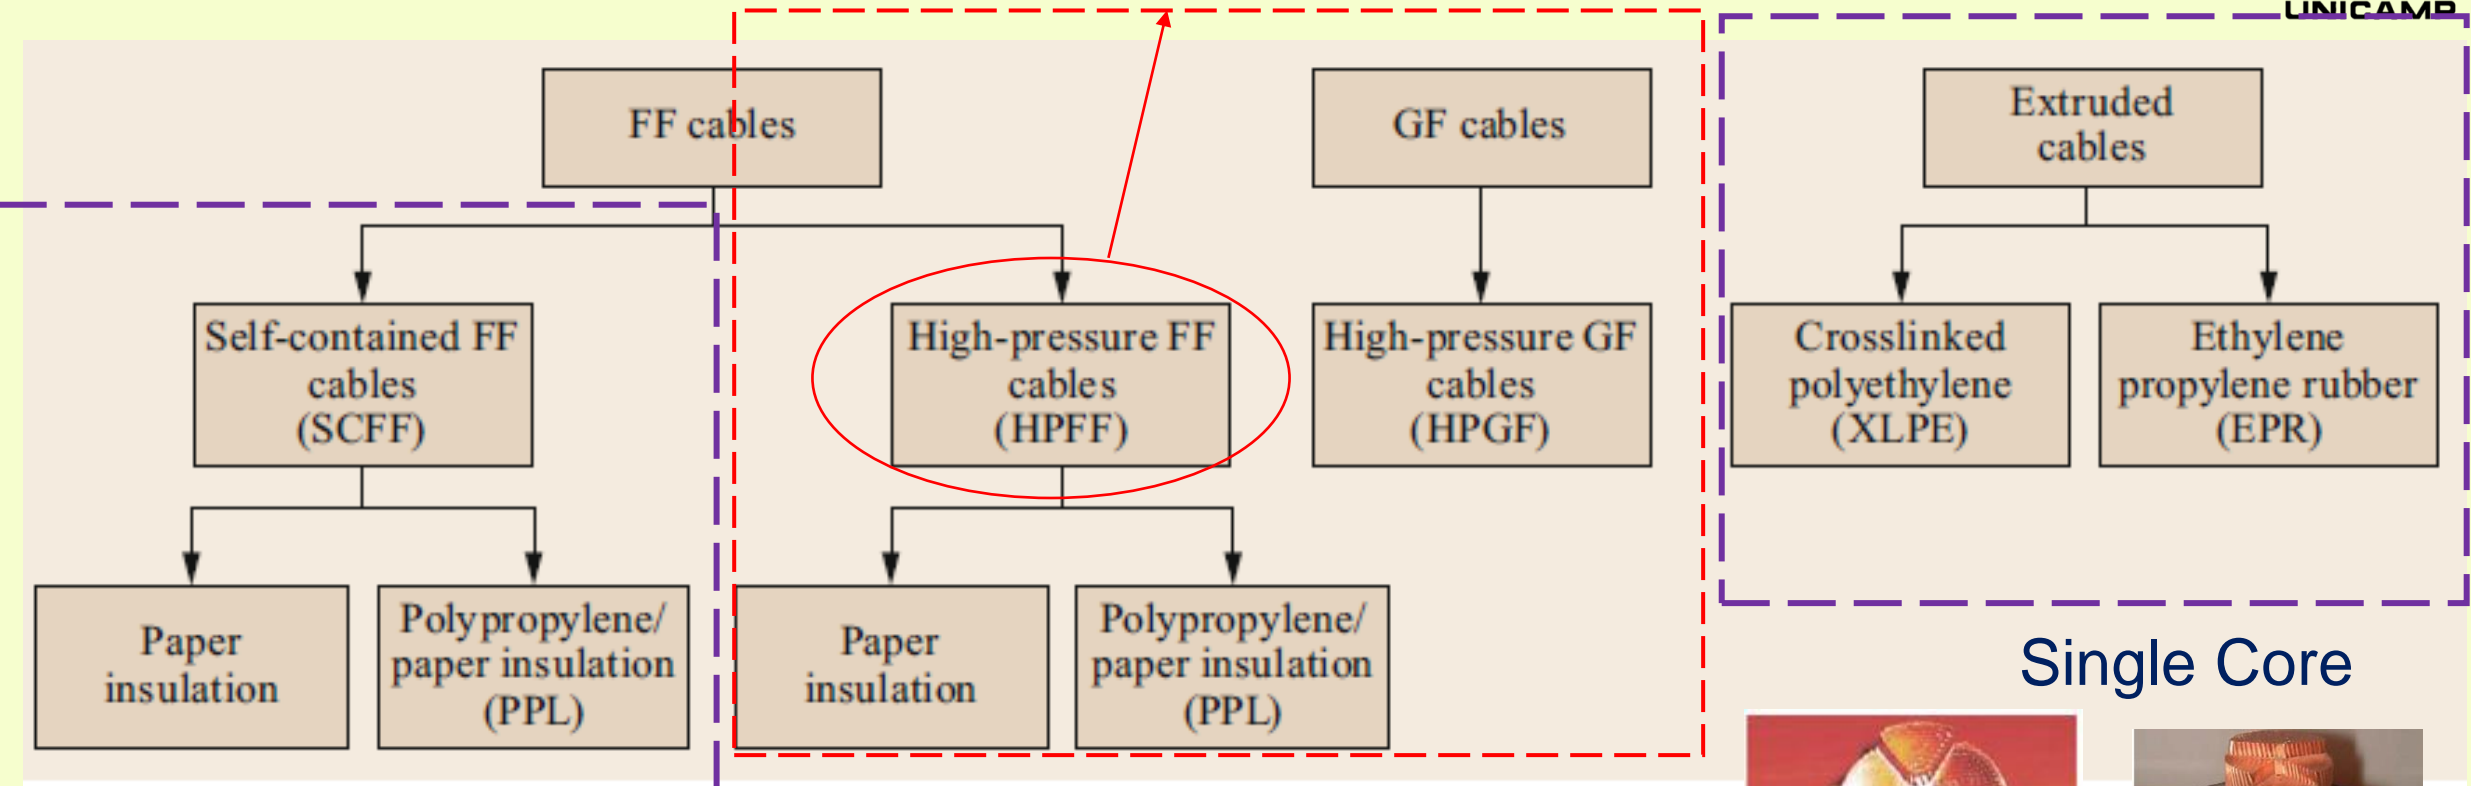 UNICAMP
FF cables
GF cables
Extruded
cables
Self-contained FF
cables
(SCFF)
High-pressure FF
cables
(HPFF)
High-pressure GF
cables
(HPGF)
Crosslinked
polyethylene
(XLPE)
Ethylene
propylene rubber
(EPR)
Paper
insulation
Polypropylene/
paper insulation
(PPL)
Paper
insulation
Polypropylene/
paper insulation
(PPL)
Single Core